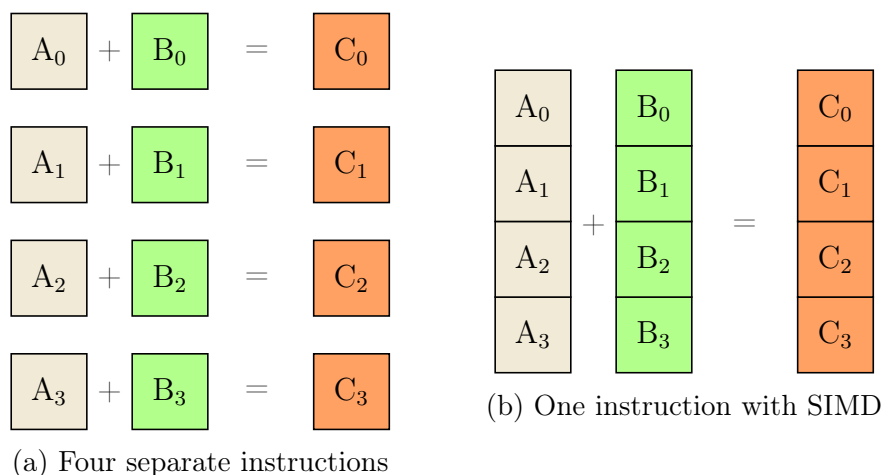 A₀ + B₀ = C₀
A₁ + B₁ = C₁
A₂ + B₂ = C₂
A₃ + B₃ = C₃
(a) Four separate instructions
A₀ B₀ C₀
A₁ B₁ C₁
+ =
A₂ B₂ C₂
A₃ B₃ C₃
(b) One instruction with SIMD